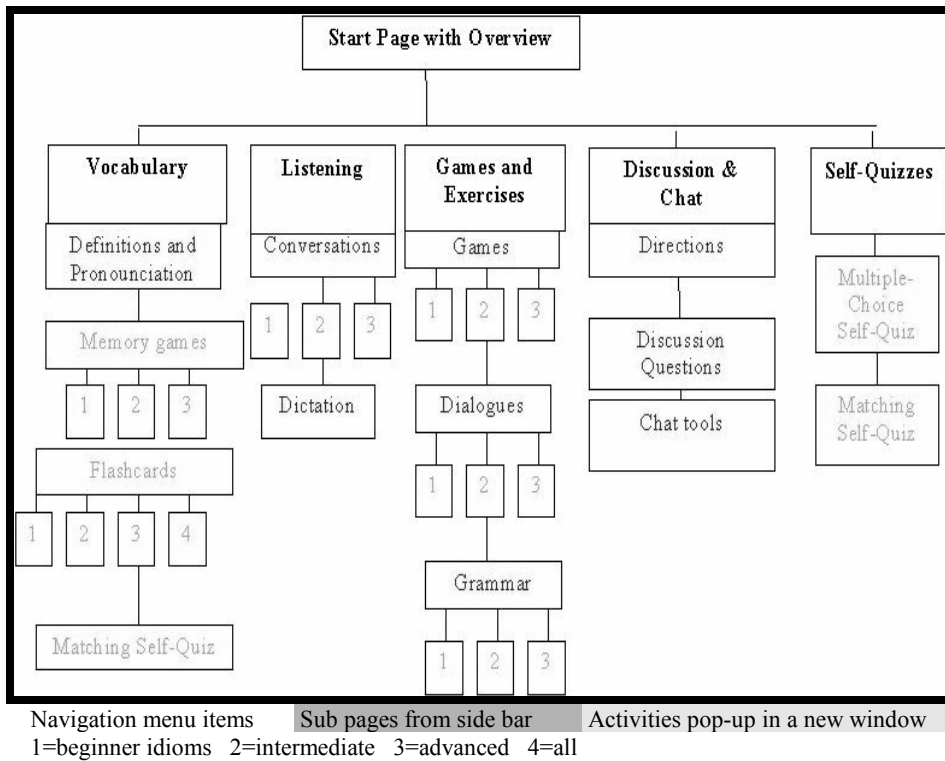 Start Page with Overview
Vocabulary
Definitions and
Pronounciation
Memory games
1 2 3
Flashcards
1 2 3 4
Matching Self-Quiz
Listening
Conversations
1 2 3
Dictation
Games and
Exercises
Games
1 2 3
Dialogues
1 2 3
Grammar
1 2 3
Discussion &
Chat
Directions
Discussion
Questions
Chat tools
Self-Quizzes
Multiple-
Choice
Self-Quiz
Matching
Self-Quiz
Navigation menu items Sub pages from side bar Activities pop-up in a new window
1=beginner idioms 2=intermediate 3=advanced 4=all